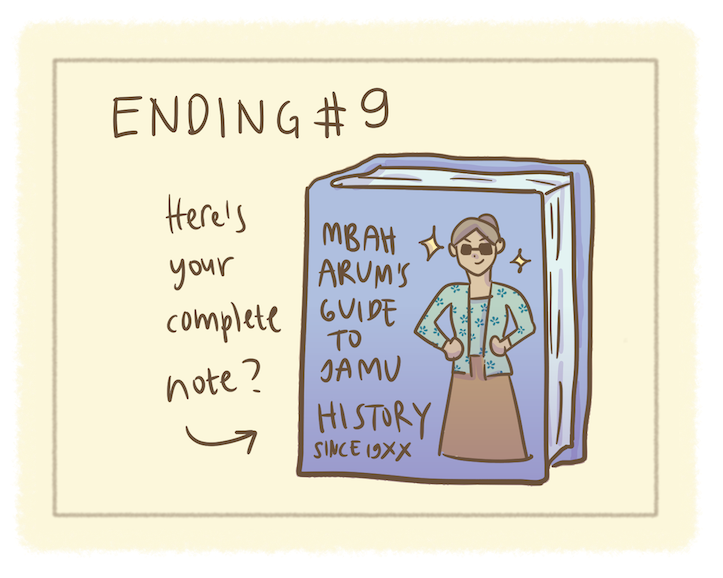 ENDING #9
Here's
your
complete
note?
MBAH
ARUM'S
GUIDE
TO
JAMU
HISTORY
SINCE 19XX